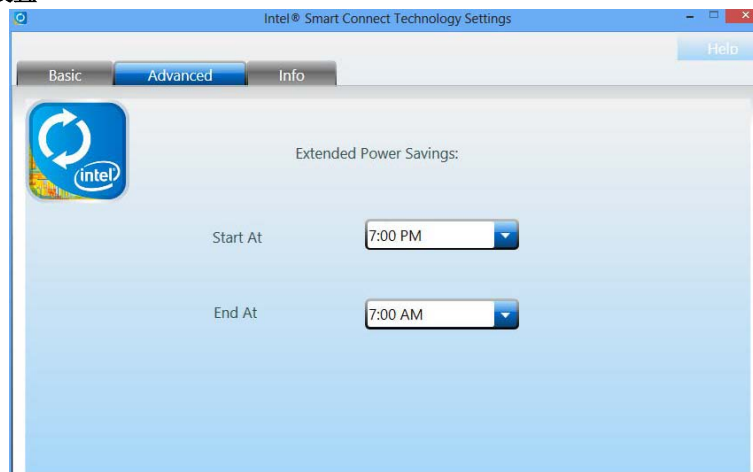 Intel® Smart Connect Technology Settings
Help
Basic Advanced Info
intel
Extended Power Savings:
Start At 7:00 PM
End At 7:00 AM